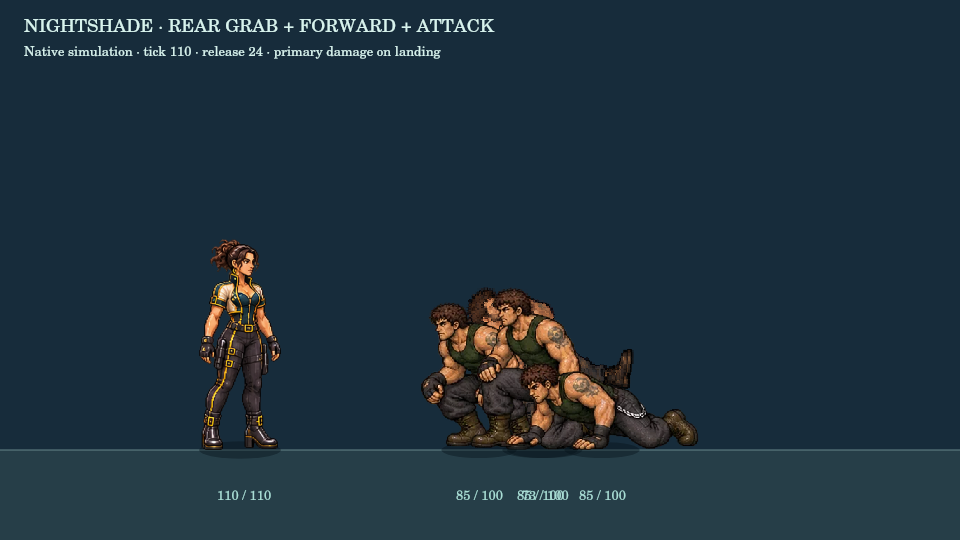 NIGHTSHADE · REAR GRAB + FORWARD + ATTACK
Native simulation · tick 110 · release 24 · primary damage on landing
110 / 110 85 / 100 85 / 100